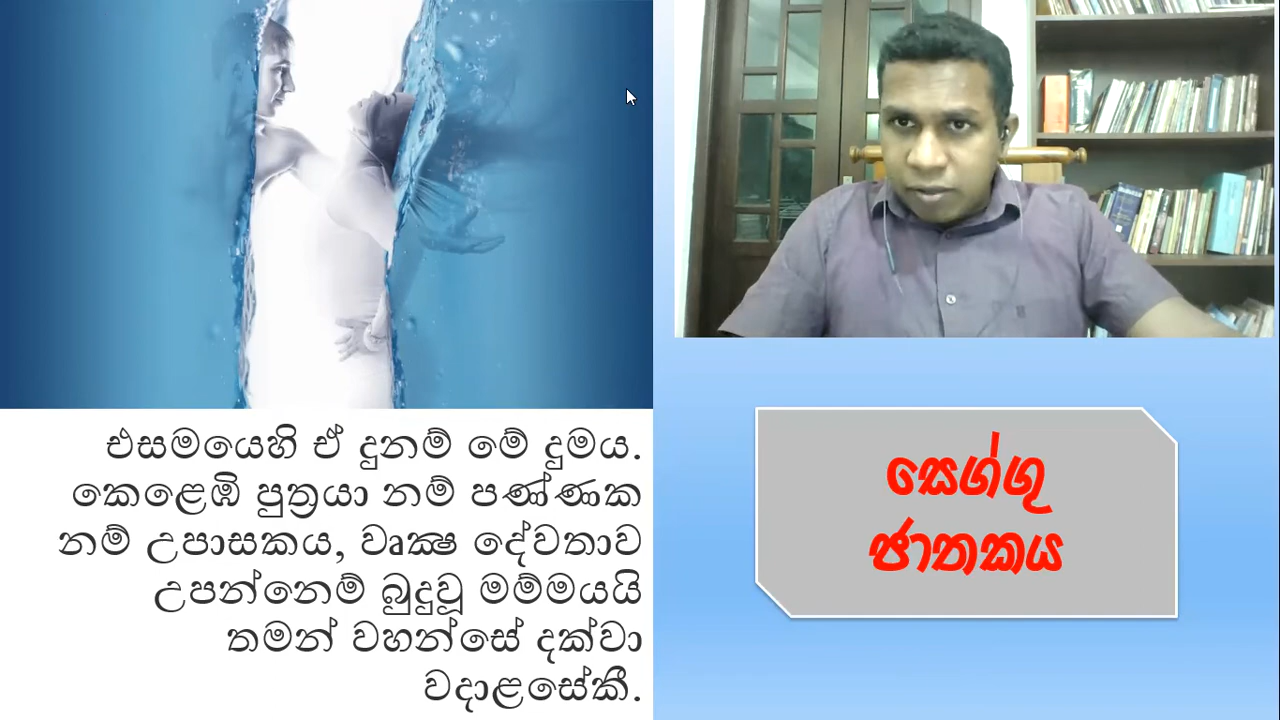 එසමයෙහි ඒ දුනම් මේ දුමය.
කෙළෙඹි පුත්‍රයා නම් පණ්ණක
නම් උපාසකය, වෘක්‍ෂ දේවතාව
උපන්නෙම් බුදුවූ මම්මයයි
තමන් වහන්සේ දක්වා
වදාළසේකී.
සෙග්ගු
ජාතකය